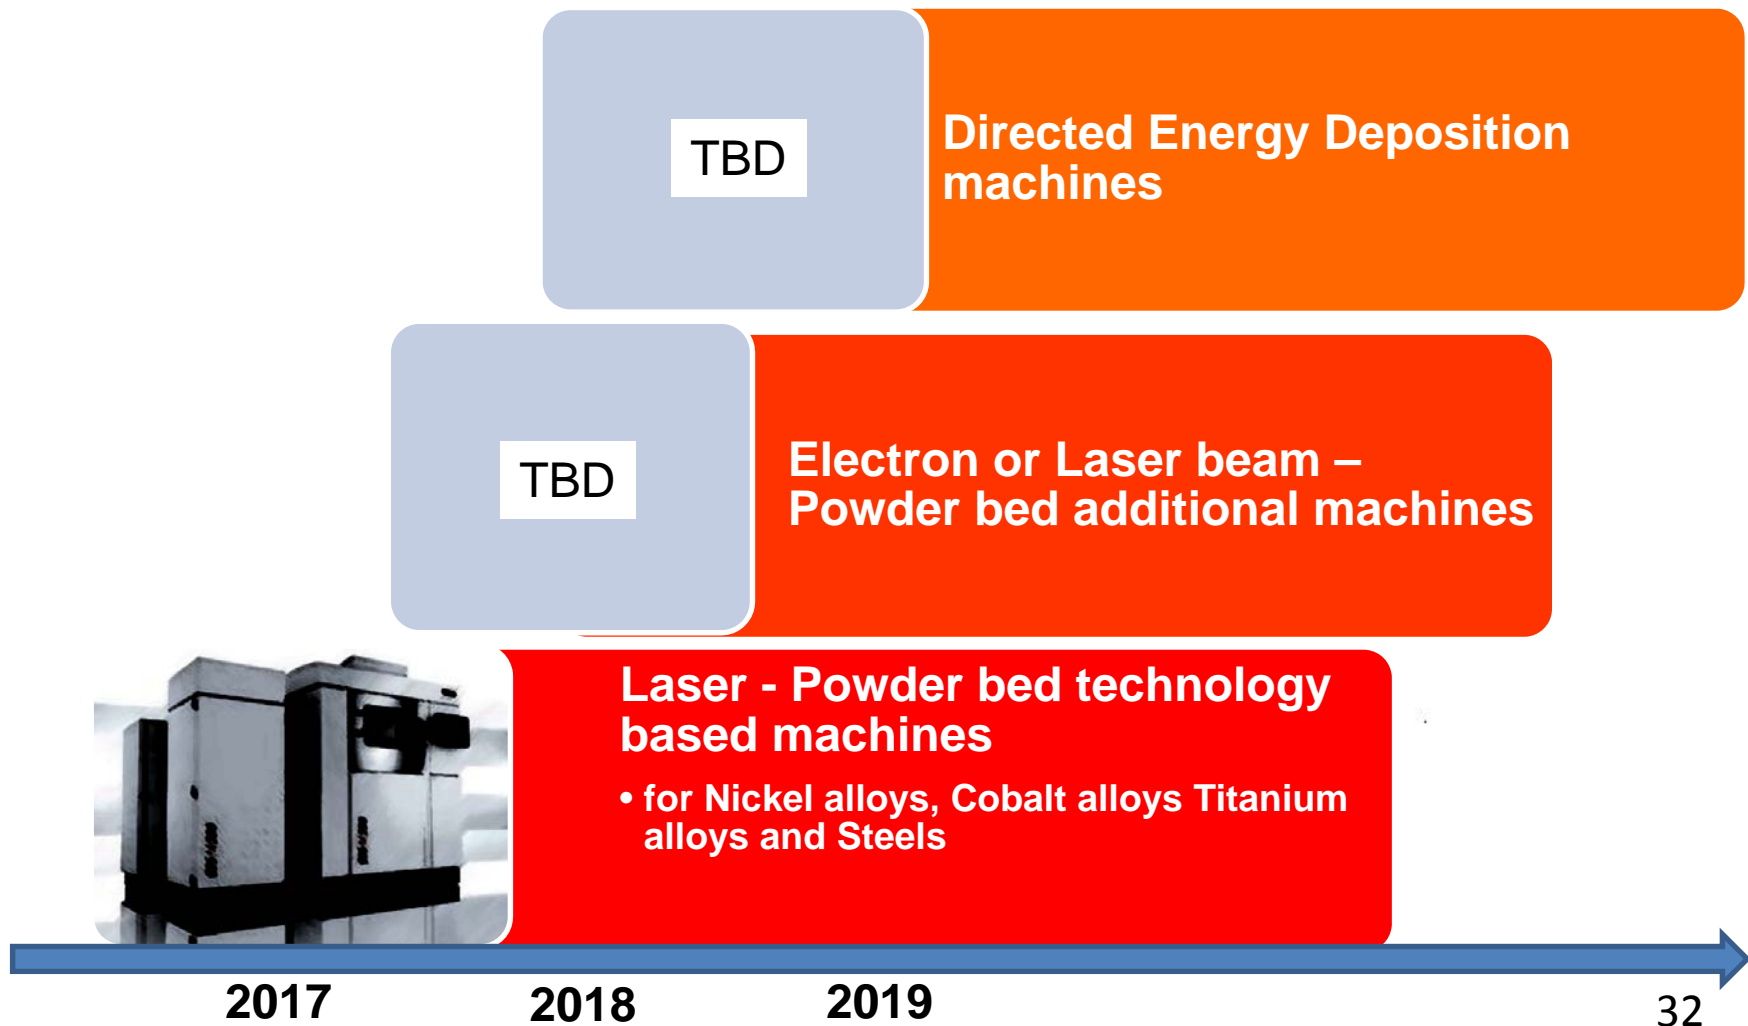 TBD
Directed Energy Deposition
machines
TBD
Electron or Laser beam –
Powder bed additional machines
Laser - Powder bed technology
based machines
• for Nickel alloys, Cobalt alloys Titanium
alloys and Steels
2017
2018
2019
32